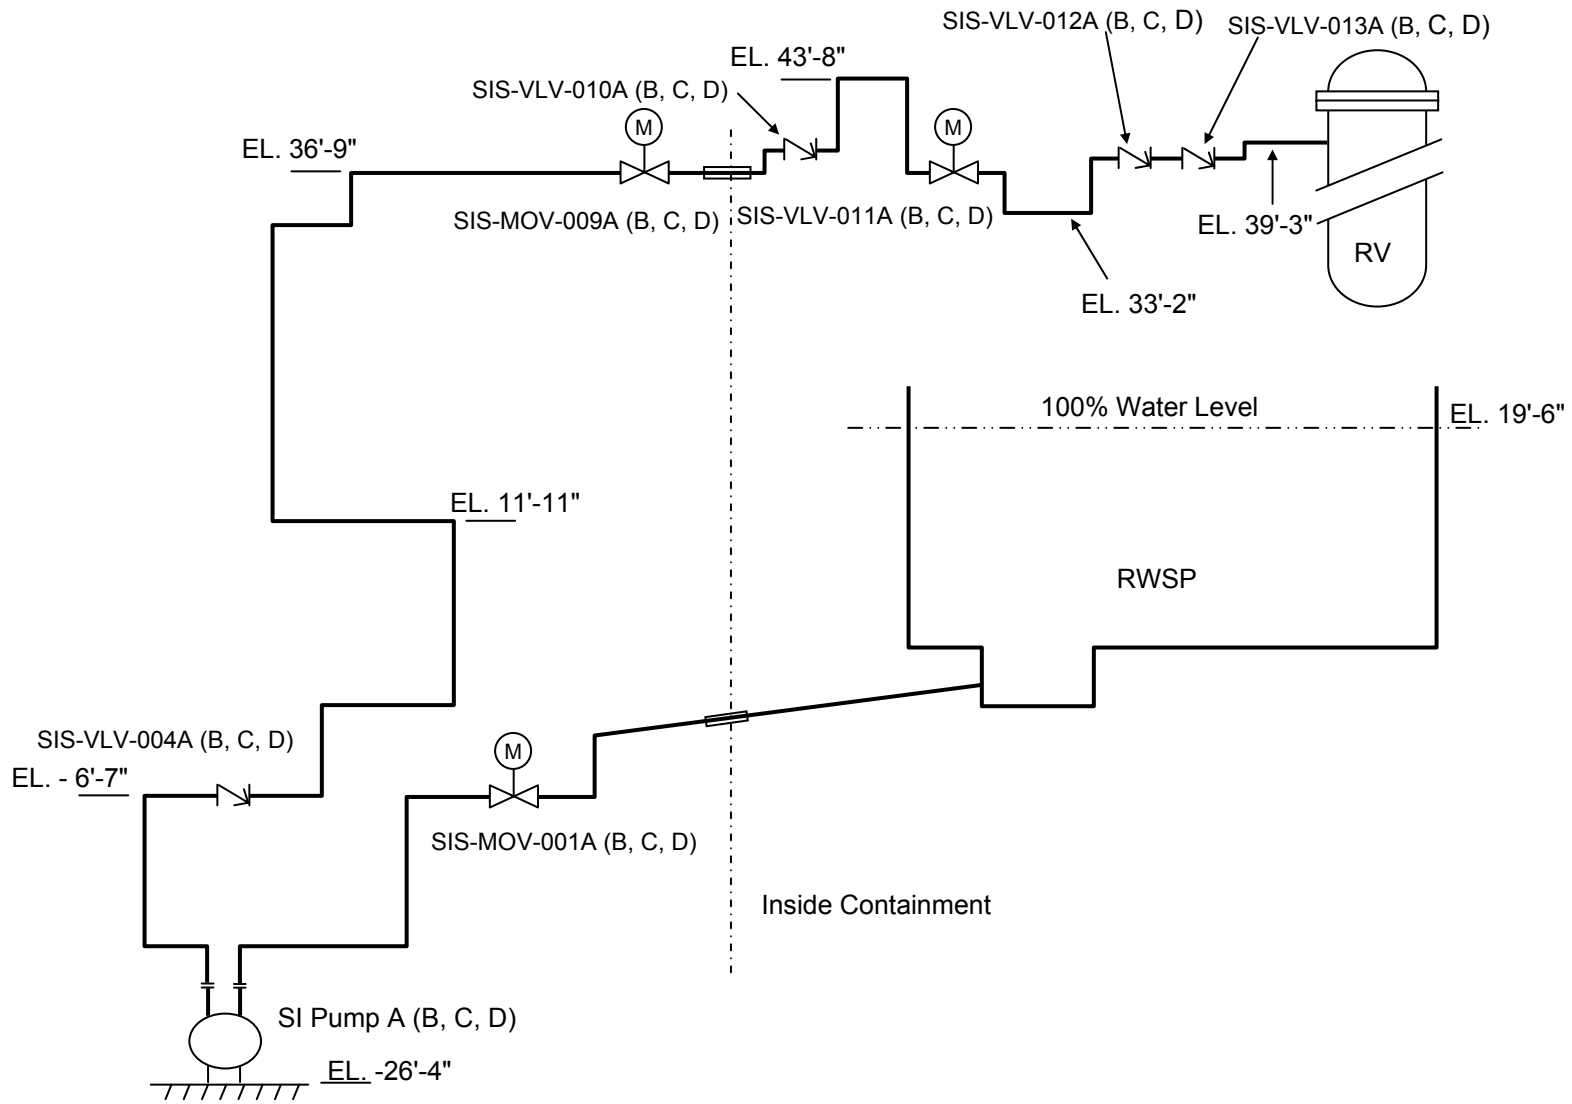 SIS-VLV-012A (B, C, D)
SIS-VLV-013A (B, C, D)
EL. 43'-8"
SIS-VLV-010A (B, C, D)
M
M
EL. 36'-9"
SIS-MOV-009A (B, C, D)
SIS-VLV-011A (B, C, D)
EL. 39'-3"
RV
EL. 33'-2"
100% Water Level
EL. 19'-6"
EL. 11'-11"
RWSP
SIS-VLV-004A (B, C, D)
M
EL. - 6'-7"
SIS-MOV-001A (B, C, D)
Inside Containment
SI Pump A (B, C, D)
EL. -26'-4"